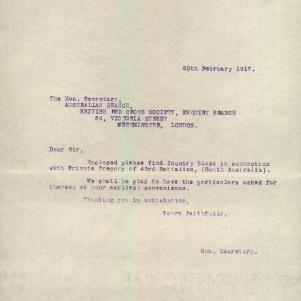 20th February 1917.
The Hon. Secretary,
AUSTRALIAN BRANCH,
BRITISH RED CROSS SOCIETY, ENQUIRY BRANCH
54, VICTORIA STREET
WESTMINSTER, LONDON.
Dear Sir,
Enclosed please find Inquiry Block in connection
with Private Gregory of 43rd Battalion, (South Australia).
We shall be glad to have the particulars asked for
thereon at your earliest convenience.
Thanking you in anticipation,
Yours faithfully,
Hon. Secretary.